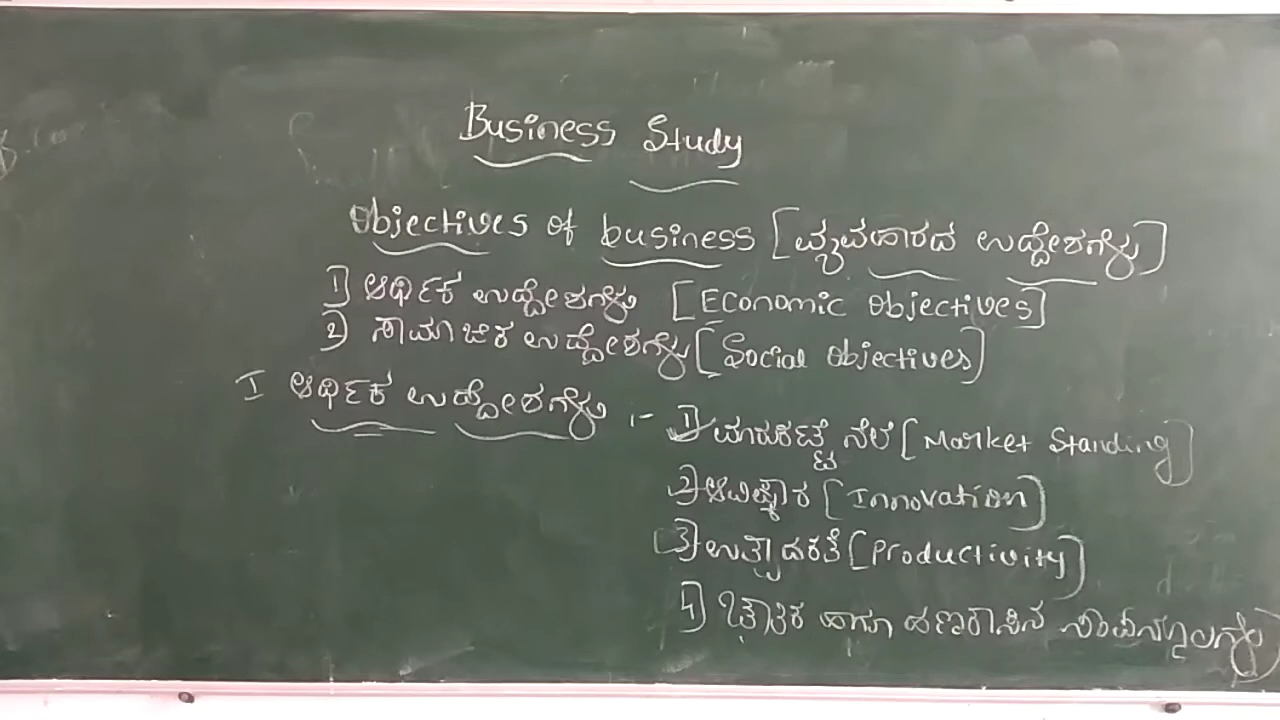 Business Study
Objectives of business [ವ್ಯವಹಾರದ ಉದ್ದೇಶಗಳು]
1) ಆರ್ಥಿಕ ಉದ್ದೇಶಗಳು [Economic Objectives]
2) ಸಾಮಾಜಿಕ ಉದ್ದೇಶಗಳು [Social Objectives]
I ಆರ್ಥಿಕ ಉದ್ದೇಶಗಳು :- 1) ಮಾರುಕಟ್ಟೆ ನೆಲೆ [Market Standing]
2) ಆವಿಷ್ಕಾರ [Innovation]
3) ಉತ್ಪಾದಕತೆ [Productivity]
4) ಭೌತಿಕ ಹಾಗೂ ಹಣಕಾಸಿನ ಸಂಪನ್ಮೂಲಗಳು